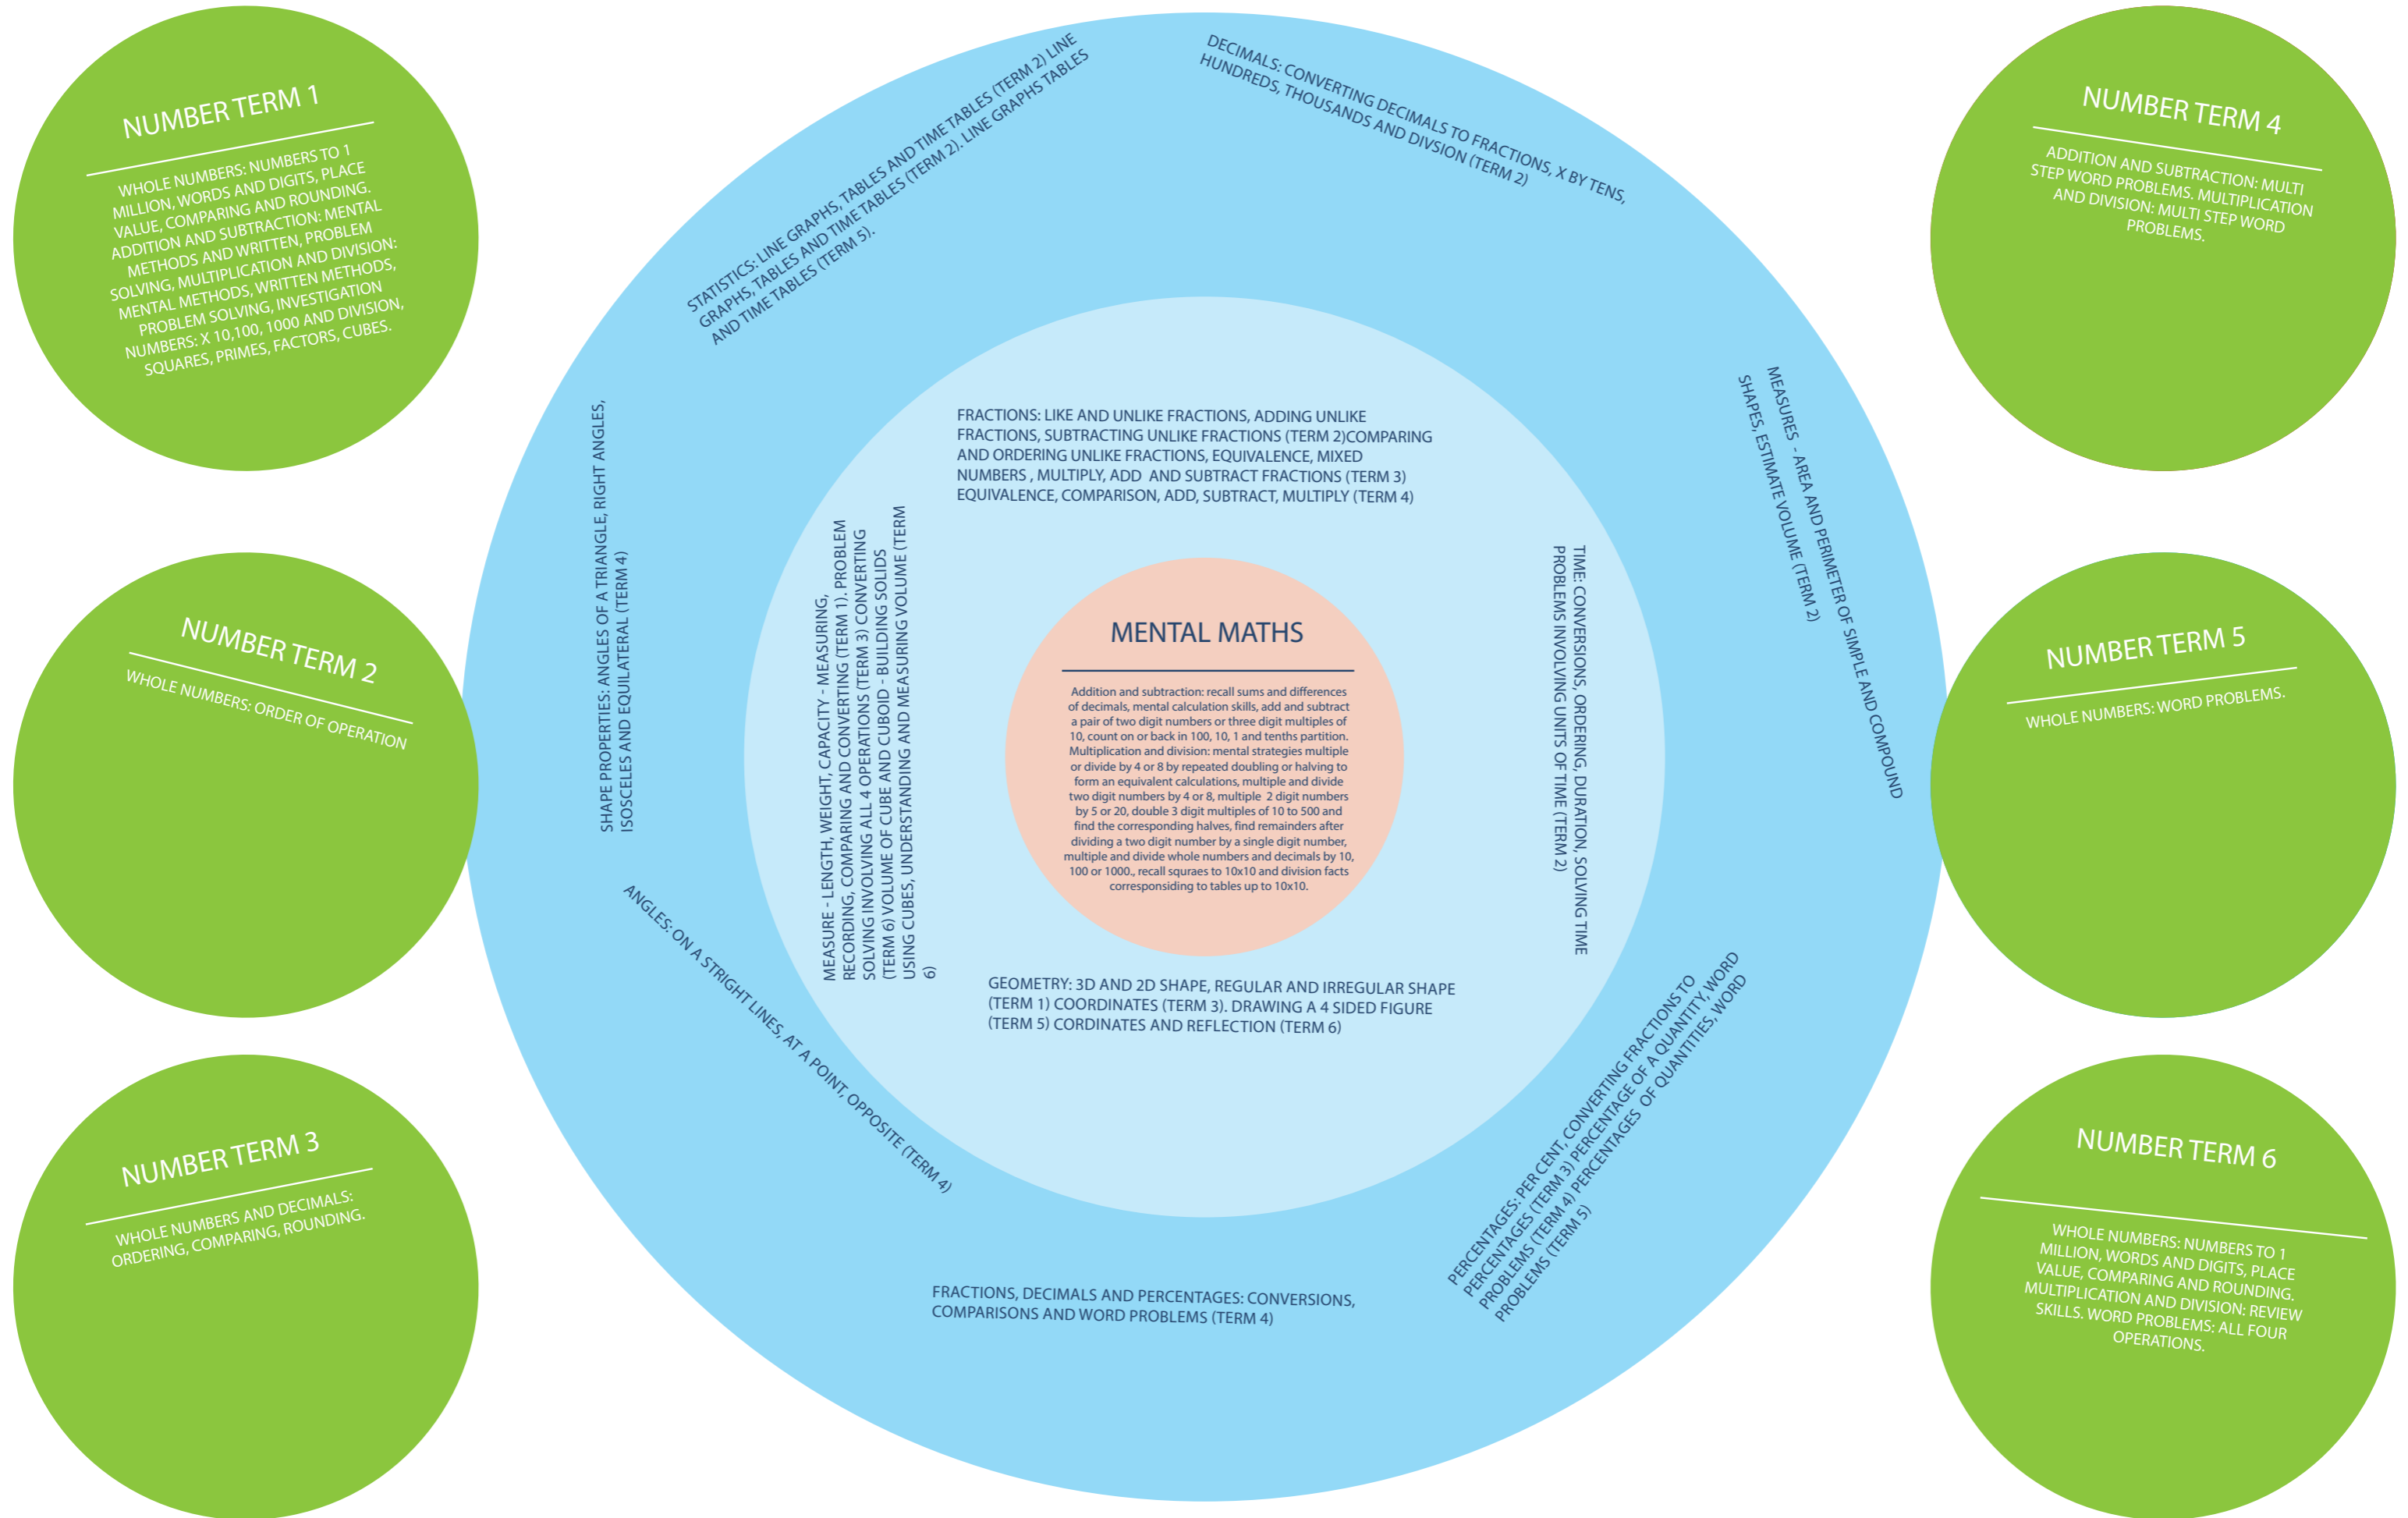 NUMBER TERM 1
WHOLE NUMBERS: NUMBERS TO 1
MILLION, WORDS AND DIGITS, PLACE
VALUE, COMPARING AND ROUNDING.
ADDITION AND SUBTRACTION: MENTAL
METHODS AND WRITTEN, PROBLEM
SOLVING, MULTIPLICATION AND DIVISION:
MENTAL METHODS, WRITTEN METHODS,
PROBLEM SOLVING, INVESTIGATION
NUMBERS: X 10,100, 1000 AND DIVISION,
SQUARES, PRIMES, FACTORS, CUBES.
NUMBER TERM 2
WHOLE NUMBERS: ORDER OF OPERATION
NUMBER TERM 3
WHOLE NUMBERS AND DECIMALS:
ORDERING, COMPARING, ROUNDING.
STATISTICS: LINE GRAPHS, TABLES AND TIME TABLES (TERM 2) LINE
GRAPHS, TABLES AND TIME TABLES (TERM 2). LINE GRAPHS TABLES
AND TIME TABLES (TERM 5).
DECIMALS: CONVERTING DECIMALS TO FRACTIONS, X BY TENS,
HUNDREDS, THOUSANDS AND DIVSION (TERM 2)
SHAPE PROPERTIES: ANGLES OF A TRIANGLE, RIGHT ANGLES,
ISOSCELES AND EQUILATERAL (TERM 4)
MEASURES - AREA AND PERIMETER OF SIMPLE AND COMPOUND
SHAPES, ESTIMATE VOLUME (TERM 2)
ANGLES: ON A STRIGHT LINES, AT A POINT, OPPOSITE (TERM 4)
PERCENTAGES: PER CENT, CONVERTING FRACTIONS TO
PERCENTAGES (TERM 3) PERCENTAGE OF A QUANTITY, WORD
PROBLEMS (TERM 4) PERCENTAGES OF QUANTITIES, WORD
PROBLEMS (TERM 5)
FRACTIONS, DECIMALS AND PERCENTAGES: CONVERSIONS,
COMPARISONS AND WORD PROBLEMS (TERM 4)
FRACTIONS: LIKE AND UNLIKE FRACTIONS, ADDING UNLIKE
FRACTIONS, SUBTRACTING UNLIKE FRACTIONS (TERM 2)COMPARING
AND ORDERING UNLIKE FRACTIONS, EQUIVALENCE, MIXED
NUMBERS , MULTIPLY, ADD  AND SUBTRACT FRACTIONS (TERM 3)
EQUIVALENCE, COMPARISON, ADD, SUBTRACT, MULTIPLY (TERM 4)
MEASURE - LENGTH, WEIGHT, CAPACITY - MEASURING,
RECORDING, COMPARING AND CONVERTING (TERM 1). PROBLEM
SOLVING INVOLVING ALL 4 OPERATIONS (TERM 3) CONVERTING
(TERM 6) VOLUME OF CUBE AND CUBOID - BUILDING SOLIDS
USING CUBES, UNDERSTANDING AND MEASURING VOLUME (TERM
6)
TIME: CONVERSIONS, ORDERING, DURATION, SOLVING TIME
PROBLEMS INVOLVING UNITS OF TIME (TERM 2)
GEOMETRY: 3D AND 2D SHAPE, REGULAR AND IRREGULAR SHAPE
(TERM 1) COORDINATES (TERM 3). DRAWING A 4 SIDED FIGURE
(TERM 5) CORDINATES AND REFLECTION (TERM 6)
MENTAL MATHS
Addition and subtraction: recall sums and differences
of decimals, mental calculation skills, add and subtract
a pair of two digit numbers or three digit multiples of
10, count on or back in 100, 10, 1 and tenths partition.
Multiplication and division: mental strategies multiple
or divide by 4 or 8 by repeated doubling or halving to
form an equivalent calculations, multiple and divide
two digit numbers by 4 or 8, multiple  2 digit numbers
by 5 or 20, double 3 digit multiples of 10 to 500 and
find the corresponding halves, find remainders after
dividing a two digit number by a single digit number,
multiple and divide whole numbers and decimals by 10,
100 or 1000., recall squraes to 10x10 and division facts
corresponsiding to tables up to 10x10.
NUMBER TERM 4
ADDITION AND SUBTRACTION: MULTI
STEP WORD PROBLEMS. MULTIPLICATION
AND DIVISION: MULTI STEP WORD
PROBLEMS.
NUMBER TERM 5
WHOLE NUMBERS: WORD PROBLEMS.
NUMBER TERM 6
WHOLE NUMBERS: NUMBERS TO 1
MILLION, WORDS AND DIGITS, PLACE
VALUE, COMPARING AND ROUNDING.
MULTIPLICATION AND DIVISION: REVIEW
SKILLS. WORD PROBLEMS: ALL FOUR
OPERATIONS.